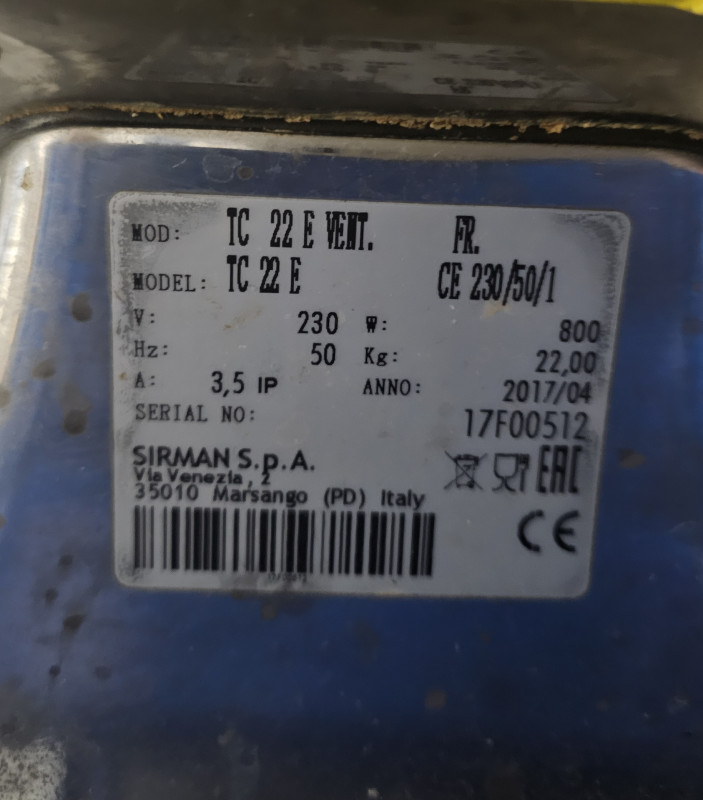 MOD: TC 22 E VENT. FR.
MODEL: TC 22 E CE 230/50/1
V: 230 W: 800
Hz: 50 Kg: 22,00
A: 3,5 IP ANNO: 2017/04
SERIAL NO: 17F00512
SIRMAN S.p.A.
Via Venezia, 2
35010 Marsango (PD) Italy
EAC
CE